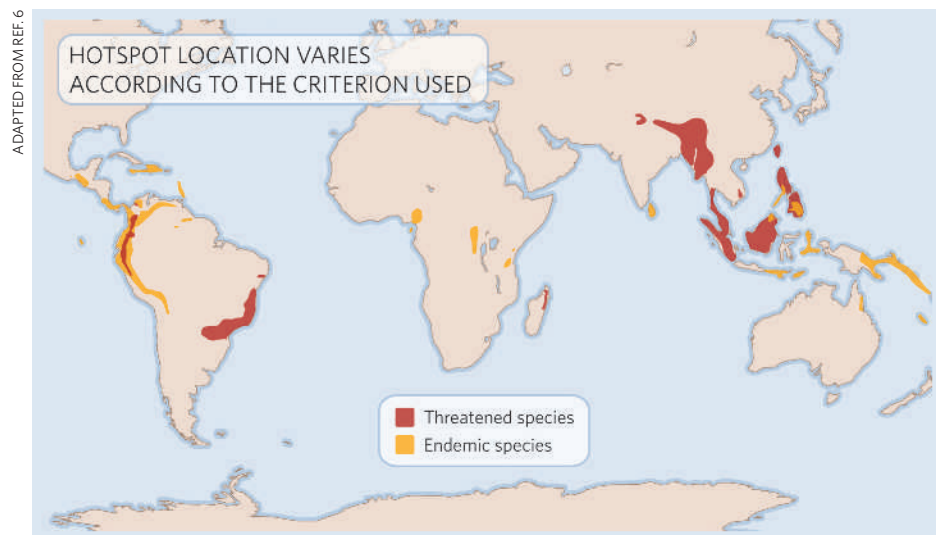 ADAPTED FROM REF. 6
HOTSPOT LOCATION VARIES
ACCORDING TO THE CRITERION USED
Threatened species
Endemic species